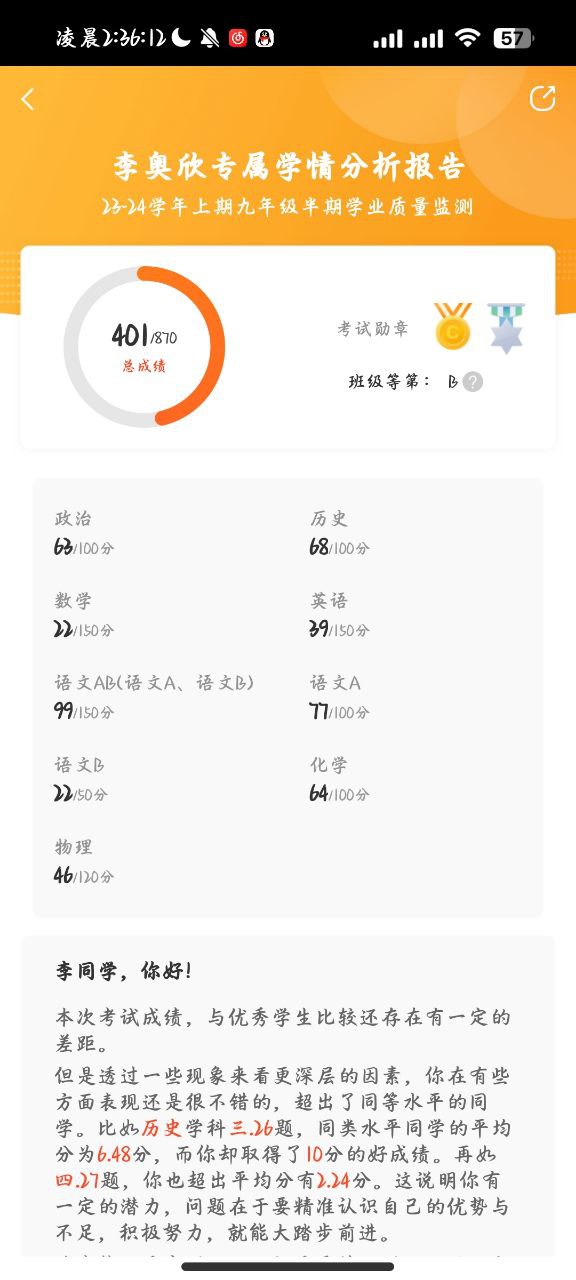 凌晨2:36:12 57
李奥欣专属学情分析报告
23-24学年上期九年级半期学业质量监测
401/870
总成绩
考试勋章
班级等第： B ?
政治 历史
63/100分 68/100分
数学 英语
22/150分 39/150分
语文AB(语文A、语文B) 语文A
99/150分 77/100分
语文B 化学
22/50分 64/100分
物理
46/120分
李同学，你好!
本次考试成绩，与优秀学生比较还存在有一定的
差距。
但是透过一些现象来看更深层的因素，你在有些
方面表现还是很不错的，超出了同等水平的同
学。比如历史学科三.26题，同类水平同学的平均
分为6.48分，而你却取得了10分的好成绩。再如
四.27题，你也超出平均分有2.24分。这说明你有
一定的潜力，问题在于要精准认识自己的优势与
不足，积极努力，就能大踏步前进。